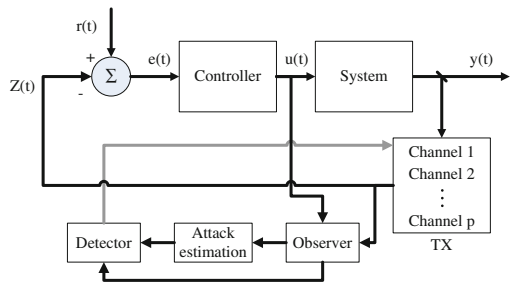 r(t)
+
Σ
-
Z(t)
e(t)
Controller
u(t)
System
y(t)
Channel 1
Channel 2
⋮
Channel p
TX
Detector
Attack
estimation
Observer